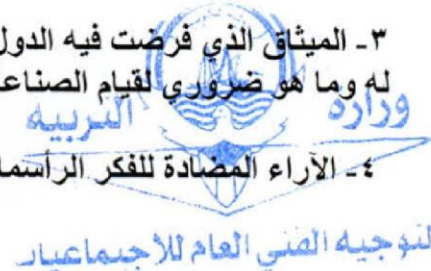 ٣- الميثاق الذي فرضت فيه الدول
له وما هو ضروري لقيام الصناعا
وزارة التربية
٤- الآراء المضادة للفكر الرأسما
التوجيه الفني العام للاجتماعيات